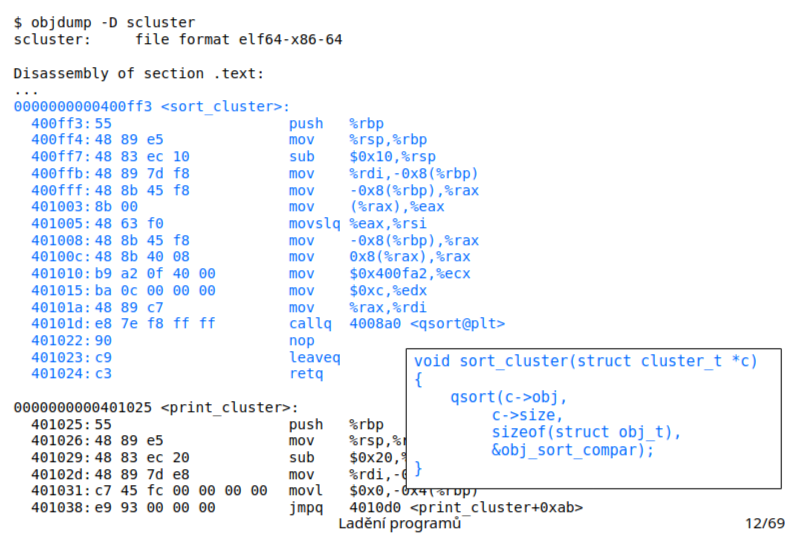 $ objdump -D scluster
scluster:     file format elf64-x86-64
Disassembly of section .text:
...
0000000000400ff3 <sort_cluster>:
400ff3: 55 push %rbp
400ff4: 48 89 e5 mov %rsp,%rbp
400ff7: 48 83 ec 10 sub $0x10,%rsp
400ffb: 48 89 7d f8 mov %rdi,-0x8(%rbp)
400fff: 48 8b 45 f8 mov -0x8(%rbp),%rax
401003: 8b 00 mov (%rax),%eax
401005: 48 63 f0 movslq %eax,%rsi
401008: 48 8b 45 f8 mov -0x8(%rbp),%rax
40100c: 48 8b 40 08 mov 0x8(%rax),%rax
401010: b9 a2 0f 40 00 mov $0x400fa2,%ecx
401015: ba 0c 00 00 00 mov $0xc,%edx
40101a: 48 89 c7 mov %rax,%rdi
40101d: e8 7e f8 ff ff callq 4008a0 <qsort@plt>
401022: 90 nop
401023: c9 leaveq
401024: c3 retq
void sort_cluster(struct cluster_t *c)
{
qsort(c->obj,
c->size,
sizeof(struct obj_t),
&obj_sort_compar);
}
0000000000401025 <print_cluster>:
401025: 55 push %rbp
401026: 48 89 e5 mov %rsp,%r
401029: 48 83 ec 20 sub $0x20,%
40102d: 48 89 7d e8 mov %rdi,-0
401031: c7 45 fc 00 00 00 00 movl $0x0,-0x4(%rbp)
401038: e9 93 00 00 00 jmpq 4010d0 <print_cluster+0xab>
Ladění programů
12/69